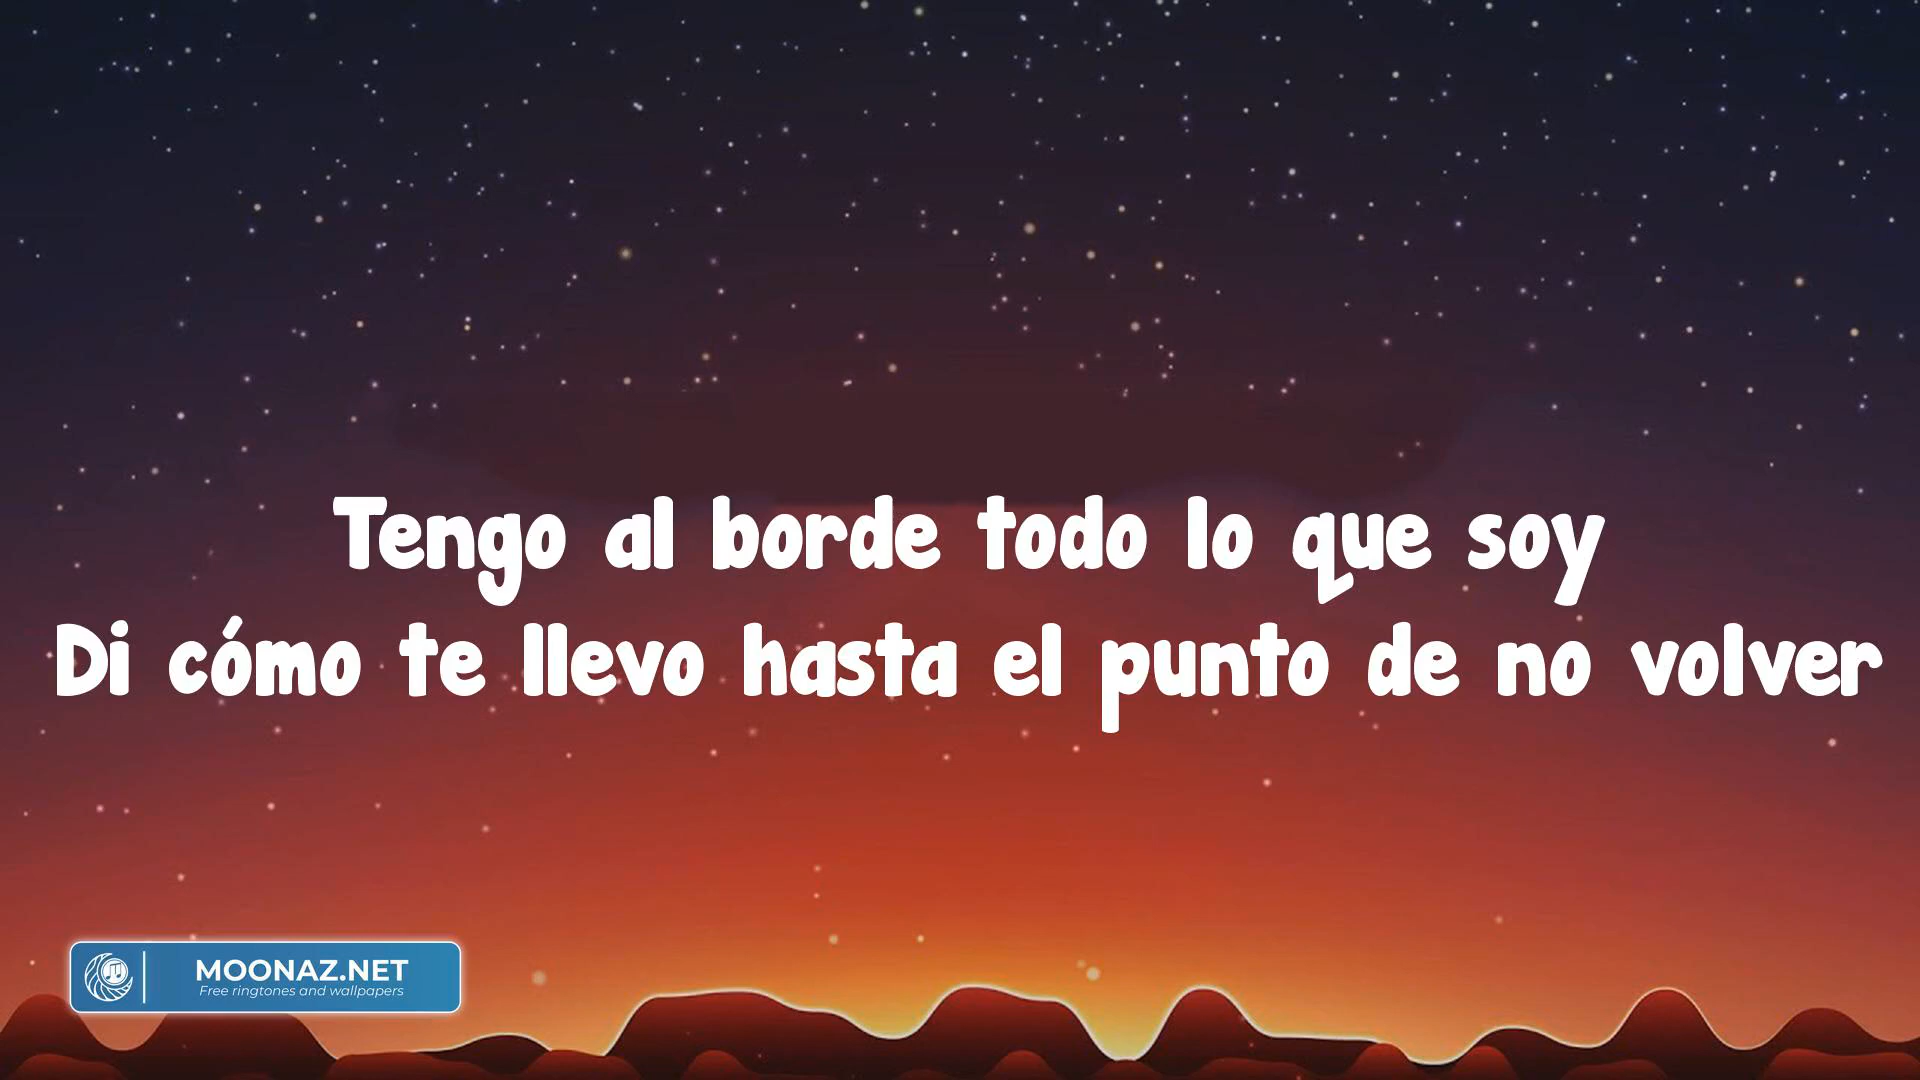 Tengo al borde todo lo que soy
Di cómo te llevo hasta el punto de no volver
MOONAZ.NET
Free ringtones and wallpapers